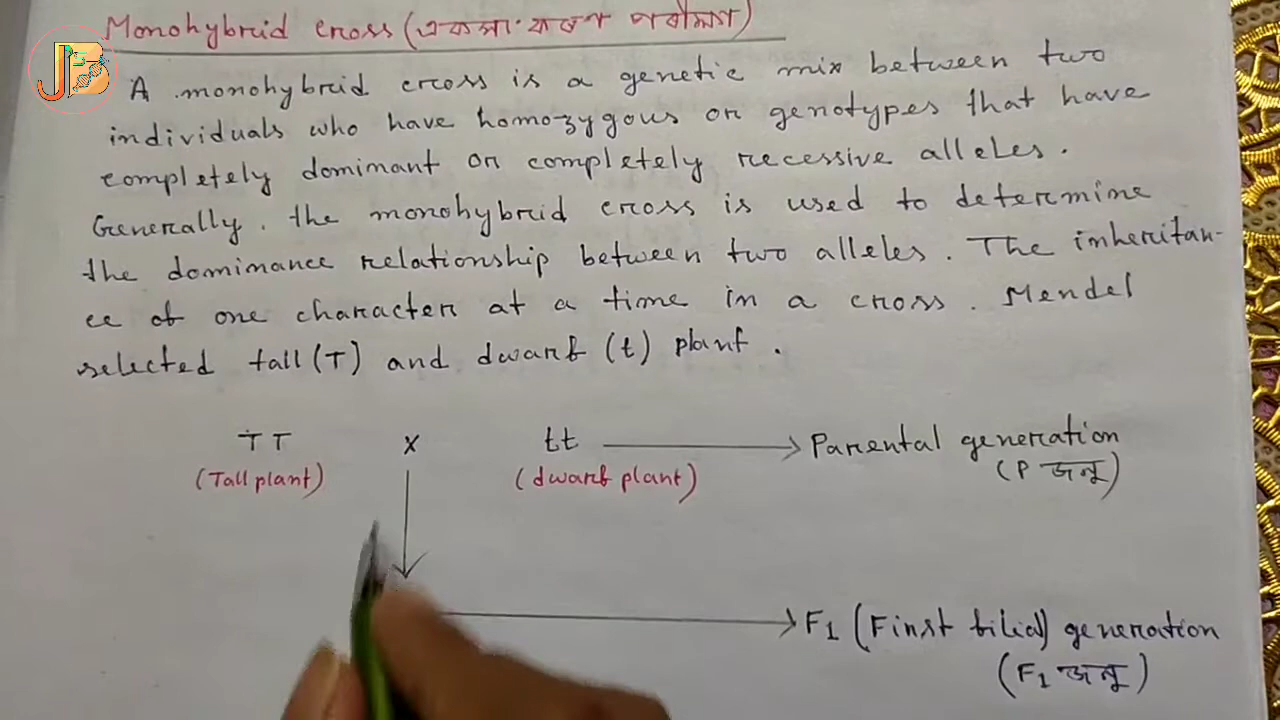 Monohybrid cross (একসংকরণ পরীক্ষা)
JB
A monohybrid cross is a genetic mix between two
individuals who have homozygous or genotypes that have
completely dominant or completely recessive alleles.
Generally, the monohybrid cross is used to determine
the dominance relationship between two alleles. The inheritan-
ce of one character at a time in a cross. Mendel
selected tall (T) and dwarf (t) plant.
TT x tt → Parental generation
(Tall plant) (dwarf plant) (P জনু)
F1 (First filial) generation
(F1 জনু)